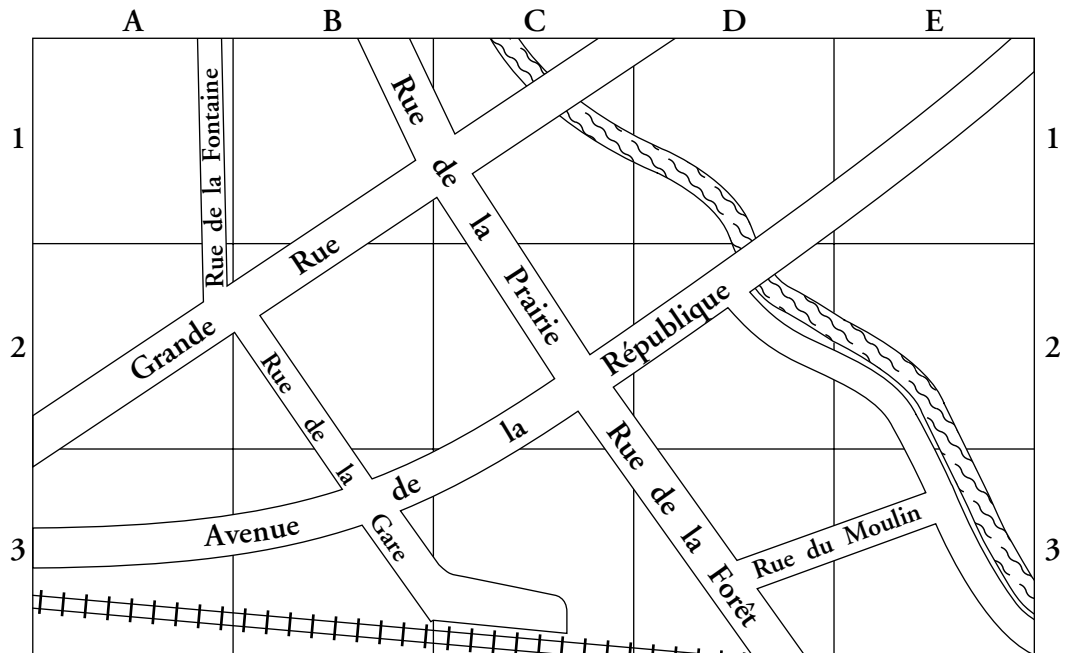 A B C D E
1 1
2 2
3 3
Rue de la Fontaine
Grande Rue
Rue de la Prairie
Rue de la Gare
Avenue de la République
Rue de la Forêt
Rue du Moulin